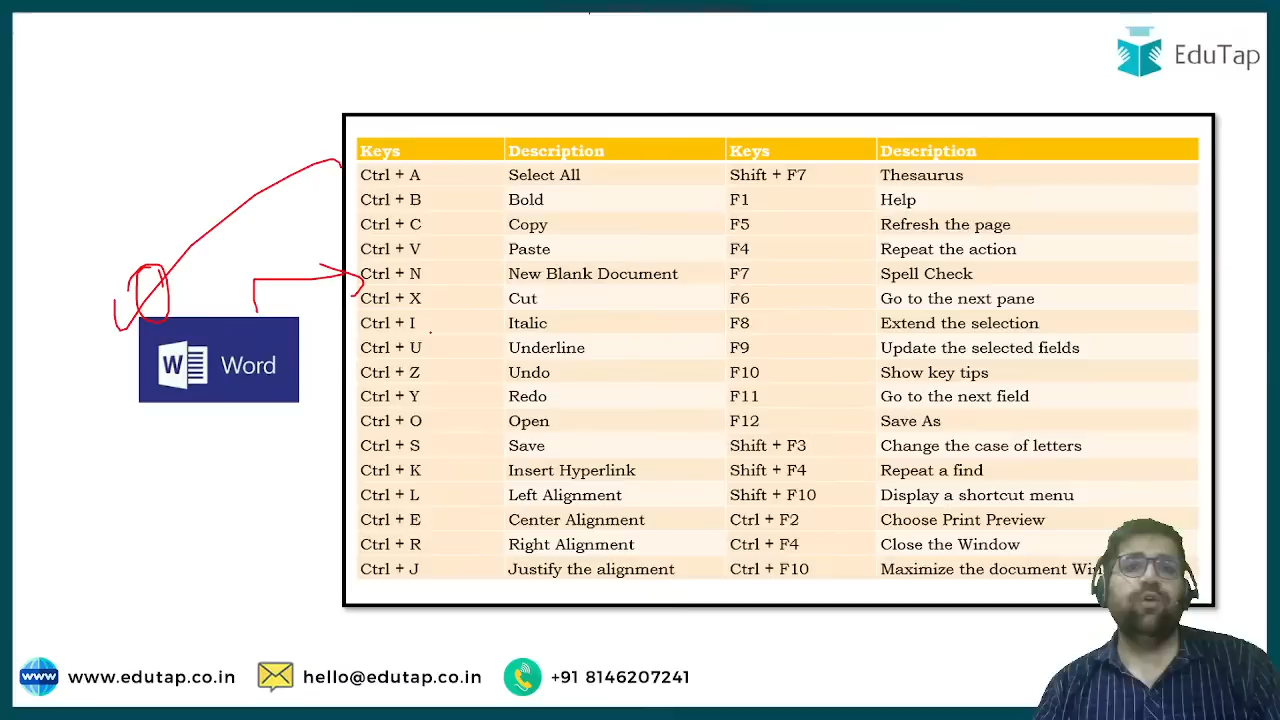 EduTap
Keys Description Keys Description
Ctrl + A Select All Shift + F7 Thesaurus
Ctrl + B Bold F1 Help
Ctrl + C Copy F5 Refresh the page
Ctrl + V Paste F4 Repeat the action
Ctrl + N New Blank Document F7 Spell Check
Ctrl + X Cut F6 Go to the next pane
Ctrl + I Italic F8 Extend the selection
Ctrl + U Underline F9 Update the selected fields
Ctrl + Z Undo F10 Show key tips
Ctrl + Y Redo F11 Go to the next field
Ctrl + O Open F12 Save As
Ctrl + S Save Shift + F3 Change the case of letters
Ctrl + K Insert Hyperlink Shift + F4 Repeat a find
Ctrl + L Left Alignment Shift + F10 Display a shortcut menu
Ctrl + E Center Alignment Ctrl + F2 Choose Print Preview
Ctrl + R Right Alignment Ctrl + F4 Close the Window
Ctrl + J Justify the alignment Ctrl + F10 Maximize the document
W Word
www www.edutap.co.in hello@edutap.co.in +91 8146207241